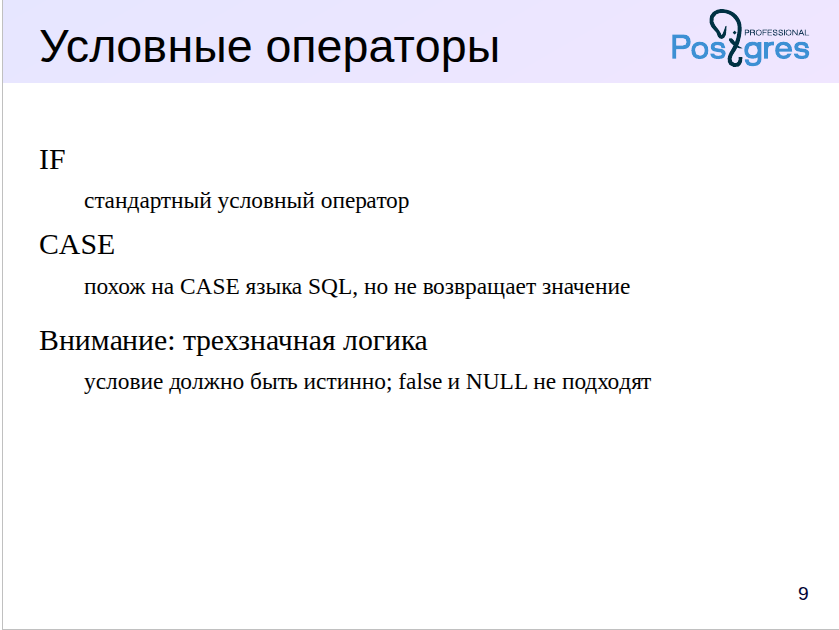 Условные операторы
PROFESSIONAL
Postgres
IF
стандартный условный оператор
CASE
похож на CASE языка SQL, но не возвращает значение
Внимание: трехзначная логика
условие должно быть истинно; false и NULL не подходят
9